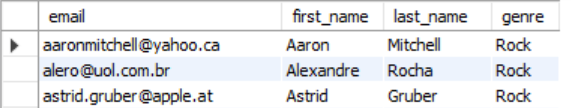 email first_name last_name genre
aaronmitchell@yahoo.ca Aaron Mitchell Rock
alero@uol.com.br Alexandre Rocha Rock
astrid.gruber@apple.at Astrid Gruber Rock